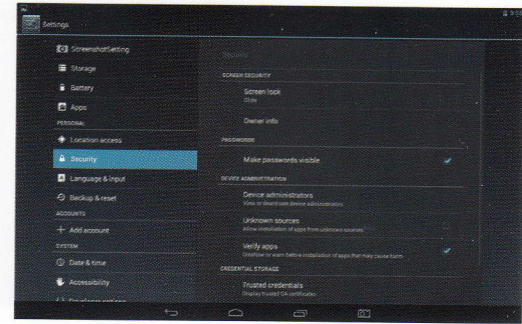 Settings
ScreenshotSetting
Storage
Battery
Apps
PERSONAL
Location access
Security
Language & input
Backup & reset
ACCOUNTS
Add account
SYSTEM
Date & time
Accessibility
Developer options
Security
SCREEN SECURITY
Screen lock
Slide
Owner info
PASSWORDS
Make passwords visible
DEVICE ADMINISTRATION
Device administrators
View or deactivate device administrators
Unknown sources
Allow installation of apps from unknown sources
Verify apps
Disallow or warn before installation of apps that may cause harm
CREDENTIAL STORAGE
Trusted credentials
Display trusted CA certificates